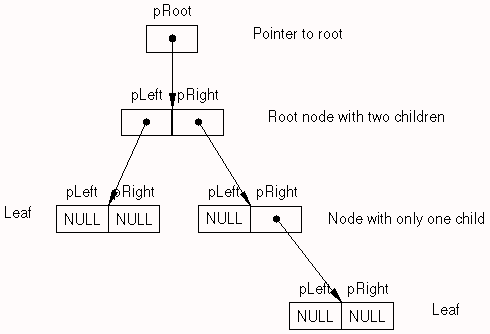 pRoot
Pointer to root
pLeft pRight
Root node with two children
pLeft pRight pLeft pRight
Leaf NULL NULL NULL Node with only one child
pLeft pRight
NULL NULL Leaf